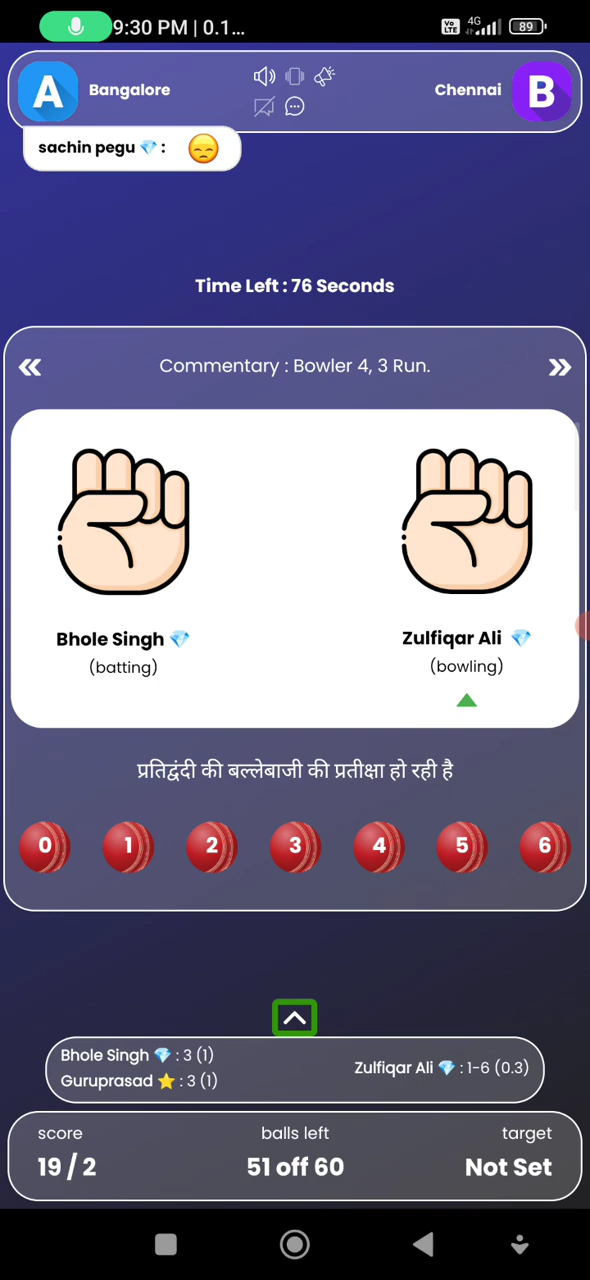 9:30 PM | 0.1...
Vo LTE
4G
89
A
Bangalore
Chennai
B
sachin pegu 💎 : 😞
Time Left : 76 Seconds
Commentary : Bowler 4, 3 Run.
Bhole Singh 💎
(batting)
Zulfiqar Ali 💎
(bowling)
प्रतिद्वंदी की बल्लेबाजी की प्रतीक्षा हो रही है
0 1 2 3 4 5 6
Bhole Singh 💎 : 3 (1)
Guruprasad ⭐ : 3 (1)
Zulfiqar Ali 💎 : 1-6 (0.3)
score
balls left
target
19 / 2
51 off 60
Not Set